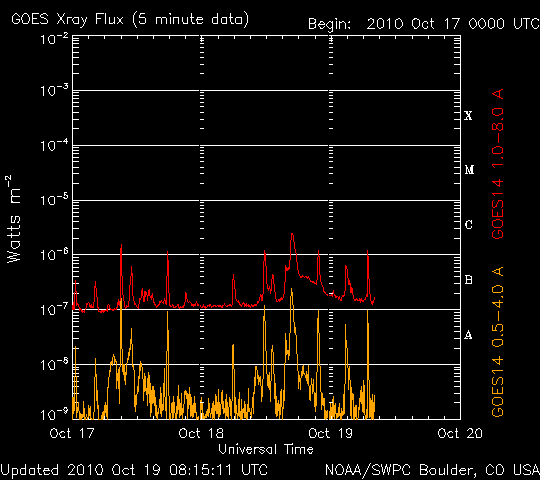 GOES Xray Flux (5 minute data) Begin: 2010 Oct 17 0000 UTC
10⁻²
10⁻³
10⁻⁴
10⁻⁵
10⁻⁶
10⁻⁷
10⁻⁸
10⁻⁹
Watts m⁻²
X
M
C
B
A
GOES14 1.0-8.0 A
GOES14 0.5-4.0 A
Oct 17 Oct 18 Oct 19 Oct 20
Universal Time
Updated 2010 Oct 19 08:15:11 UTC NOAA/SWPC Boulder, CO USA